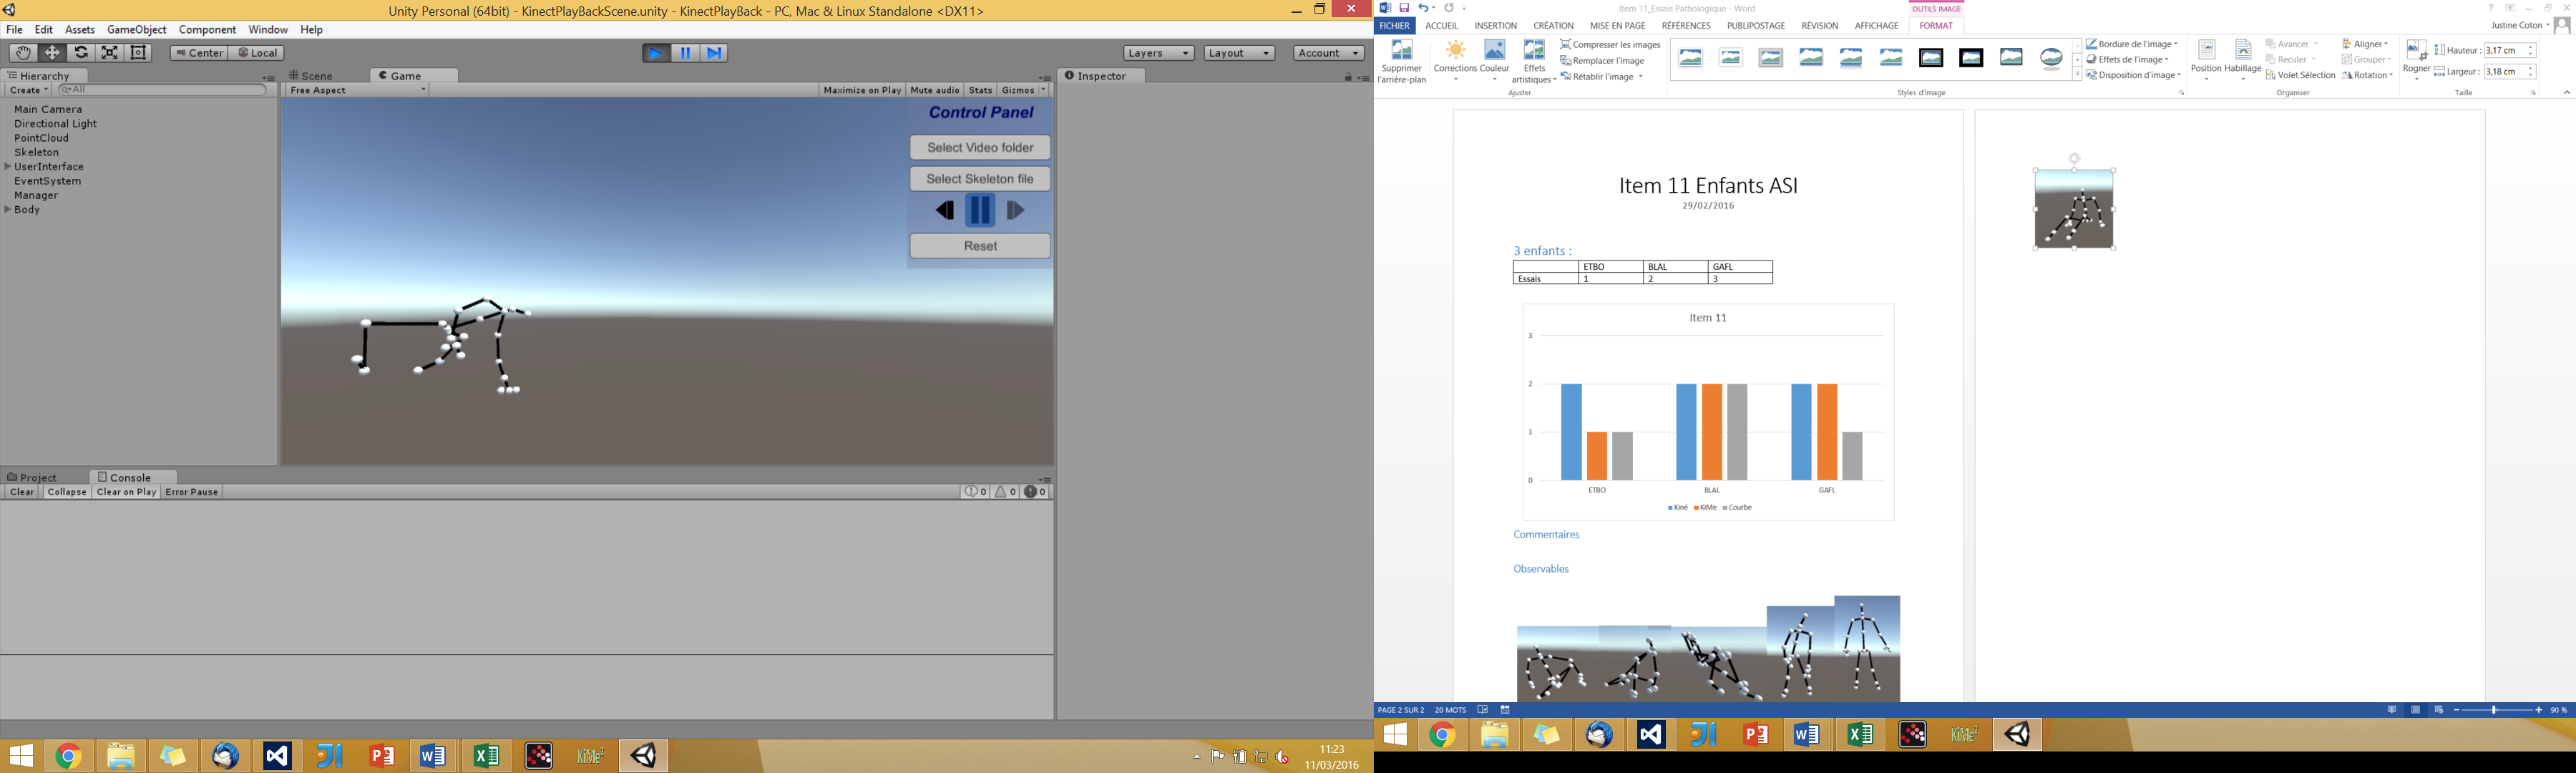 Unity Personal (64bit) - KinectPlayBackScene.unity - KinectPlayBack - PC, Mac & Linux Standalone <DX11>
File Edit Assets GameObject Component Window Help
Center Local Layers Layout Account
Hierarchy Scene Game Inspector
Create All Free Aspect Maximize on Play Mute audio Stats Gizmos
Main Camera
Directional Light
PointCloud
Skeleton
UserInterface
EventSystem
Manager
Body
Control Panel
Select Video folder
Select Skeleton file
Reset
Project Console
Clear Collapse Clear on Play Error Pause 0 0 0
KiMe²
11:23
11/03/2016
Item 11_Essais Pathologique - Word
OUTILS IMAGE
FICHIER ACCUEIL INSERTION CRÉATION MISE EN PAGE RÉFÉRENCES PUBLIPOSTAGE RÉVISION AFFICHAGE FORMAT
Justine Coton
Supprimer l'arrière-plan
Corrections Couleur Effets artistiques
Compresser les images
Remplacer l'image
Rétablir l'image
Ajuster
Styles d'image
Bordure de l'image
Effets de l'image
Disposition d'image
Position Habillage
Avancer
Reculer
Volet Sélection
Aligner
Grouper
Rotation
Organiser
Rogner
Hauteur : 3,17 cm
Largeur : 3,18 cm
Taille
Item 11 Enfants ASI
29/02/2016
3 enfants :
ETBO BLAL GAFL
Essais 1 2 3
Item 11
3
2
1
0
ETBO BLAL GAFL
Kiné KiMe Courbe
Commentaires
Observables
PAGE 2 SUR 2 20 MOTS
90 %
KiMe²